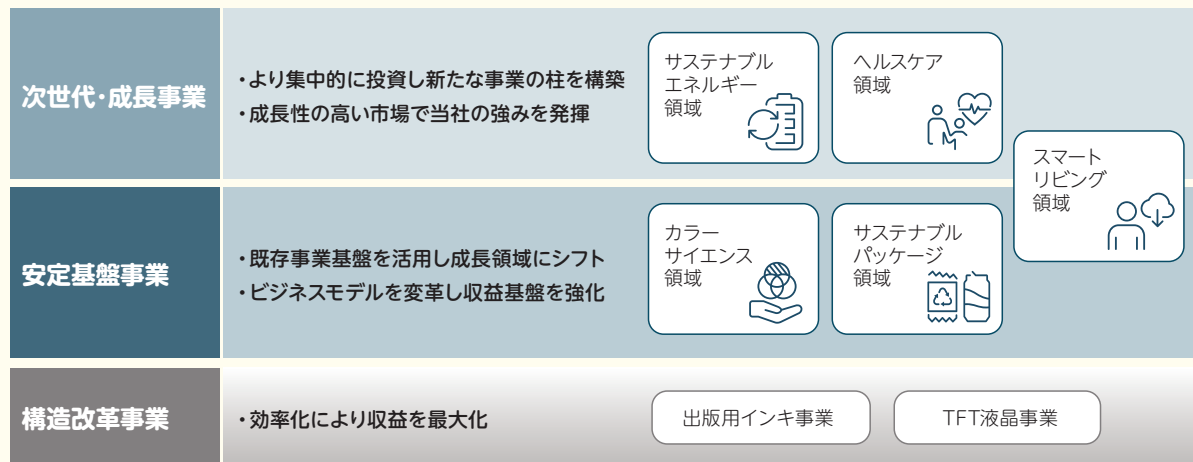 次世代・成長事業
・より集中的に投資し新たな事業の柱を構築
・成長性の高い市場で当社の強みを発揮
サステナブル
エネルギー
領域
ヘルスケア
領域
スマート
リビング
領域
安定基盤事業
・既存事業基盤を活用し成長領域にシフト
・ビジネスモデルを変革し収益基盤を強化
カラー
サイエンス
領域
サステナブル
パッケージ
領域
構造改革事業
・効率化により収益を最大化
出版用インキ事業
TFT液晶事業